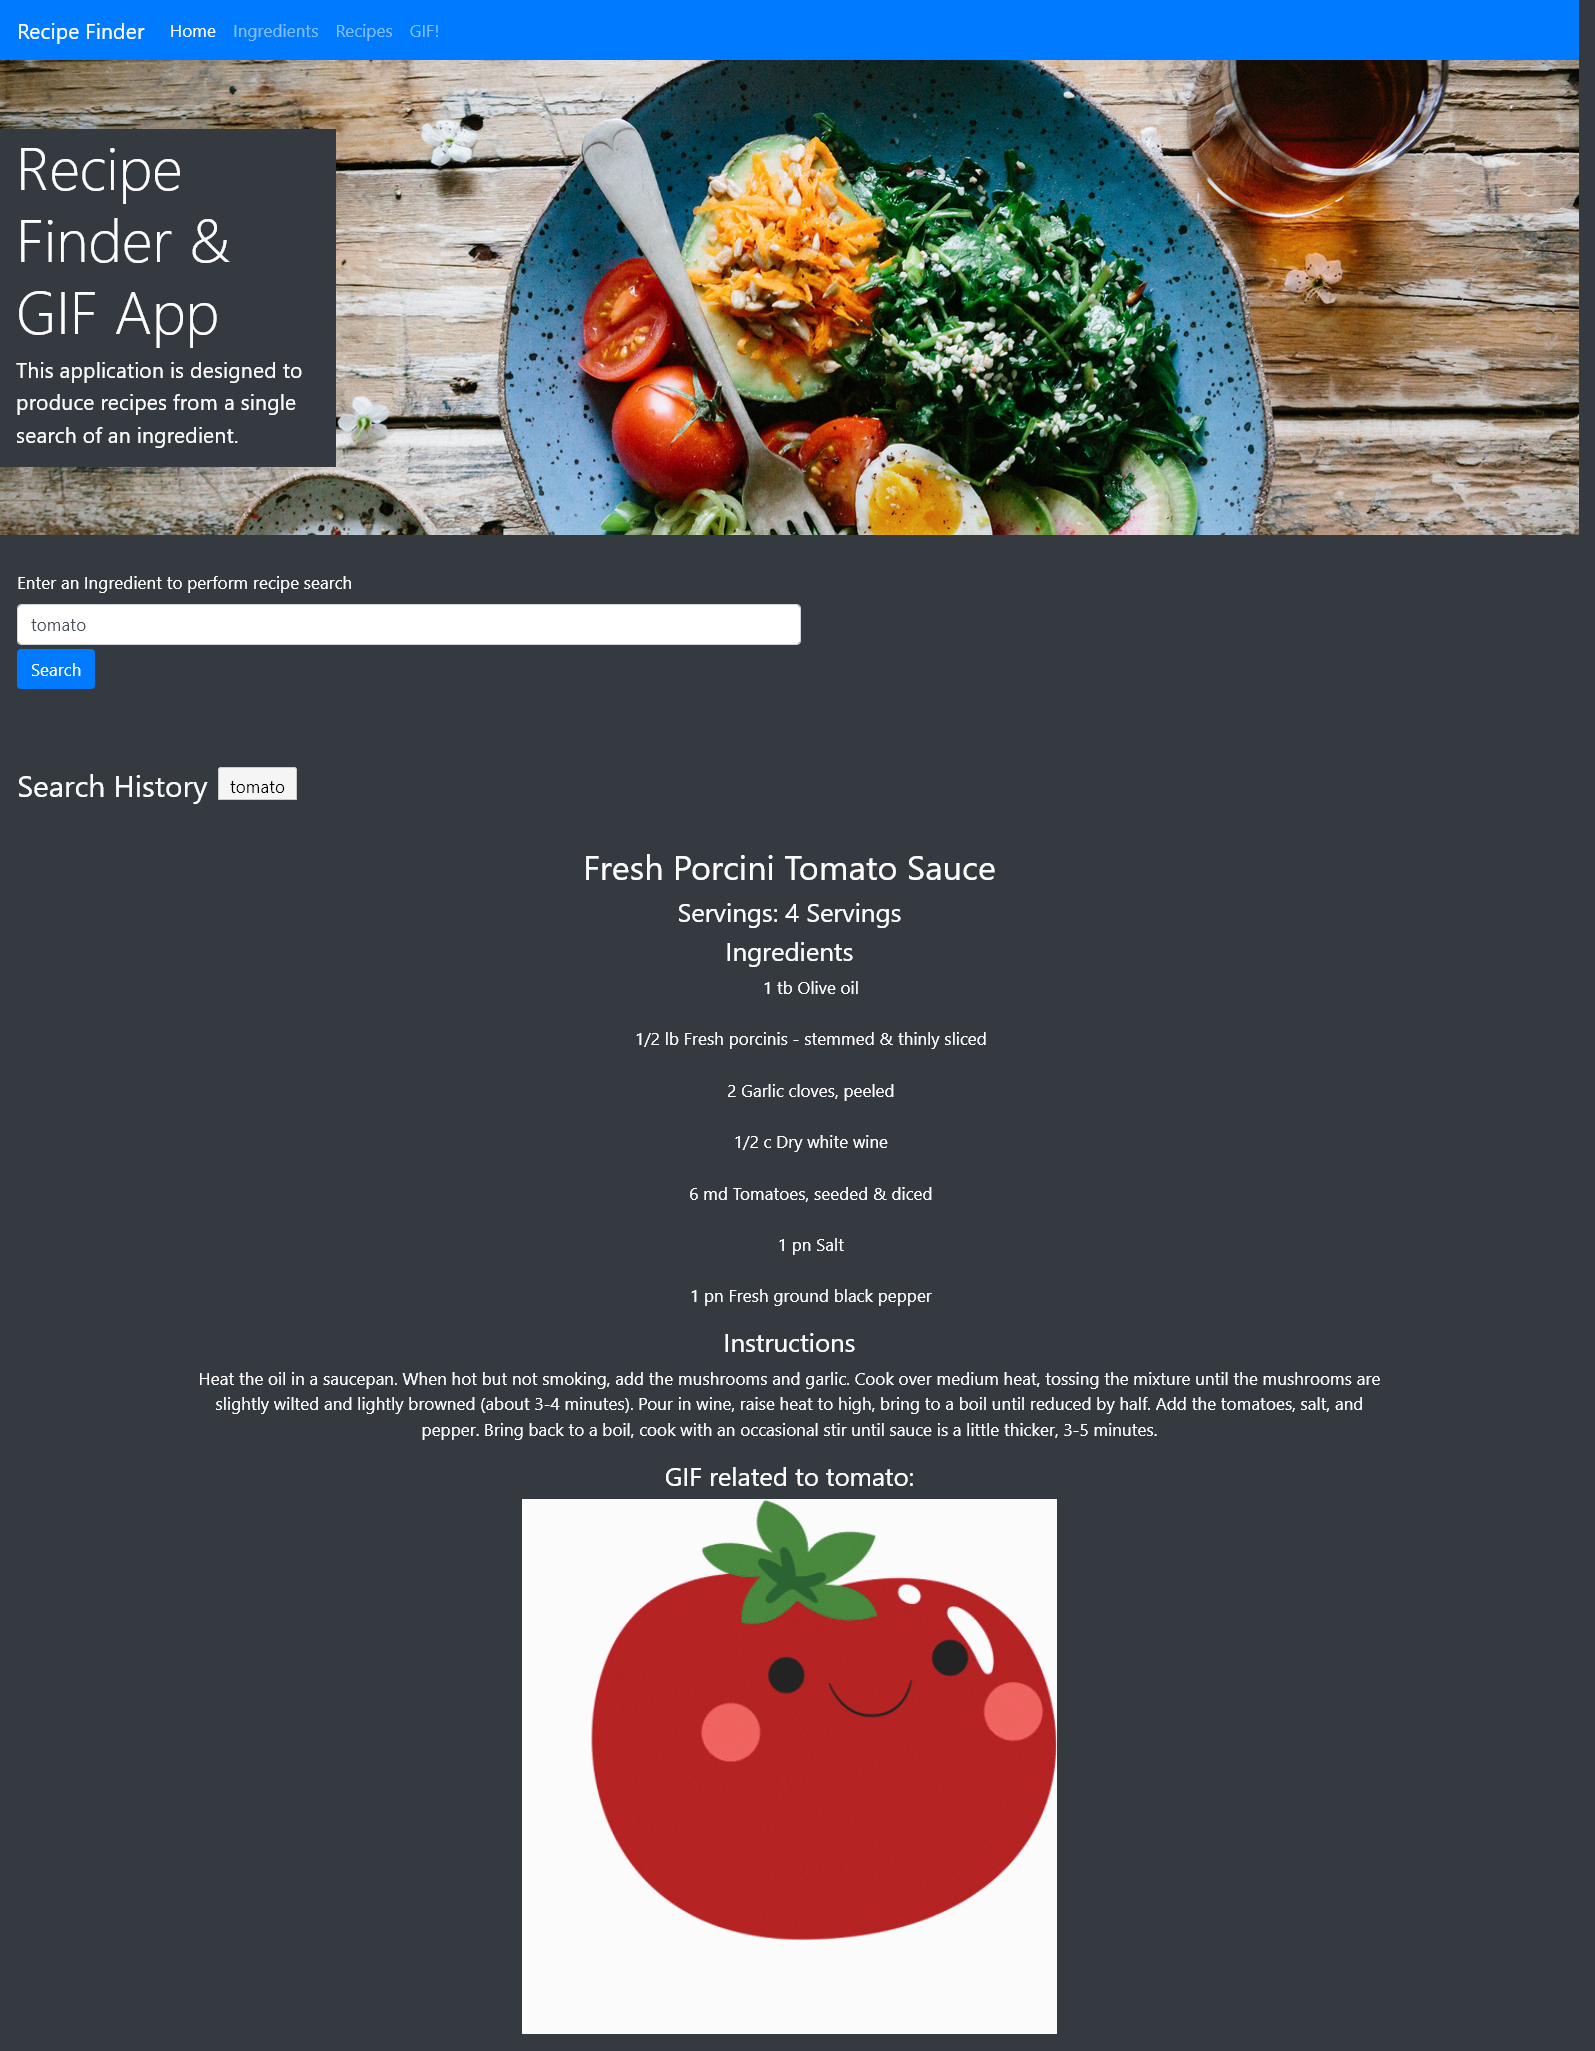 Recipe Finder Home Ingredients Recipes GIF!
Recipe
Finder &
GIF App
This application is designed to
produce recipes from a single
search of an ingredient.
Enter an Ingredient to perform recipe search
tomato
Search
Search History tomato
Fresh Porcini Tomato Sauce
Servings: 4 Servings
Ingredients
1 tb Olive oil
1/2 lb Fresh porcinis - stemmed & thinly sliced
2 Garlic cloves, peeled
1/2 c Dry white wine
6 md Tomatoes, seeded & diced
1 pn Salt
1 pn Fresh ground black pepper
Instructions
Heat the oil in a saucepan. When hot but not smoking, add the mushrooms and garlic. Cook over medium heat, tossing the mixture until the mushrooms are
slightly wilted and lightly browned (about 3-4 minutes). Pour in wine, raise heat to high, bring to a boil until reduced by half. Add the tomatoes, salt, and
pepper. Bring back to a boil, cook with an occasional stir until sauce is a little thicker, 3-5 minutes.
GIF related to tomato: